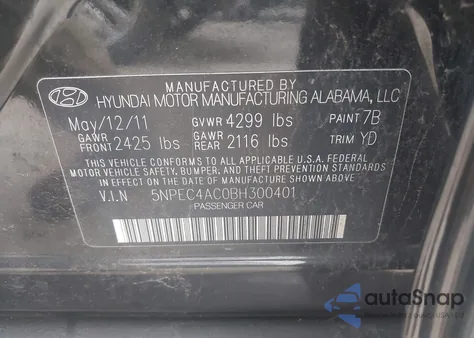 MANUFACTURED BY
HYUNDAI MOTOR MANUFACTURING ALABAMA, LLC
May/12/11 GVWR 4299 lbs PAINT 7B
GAWR FRONT 2425 lbs GAWR REAR 2116 lbs TRIM YD
THIS VEHICLE CONFORMS TO ALL APPLICABLE U.S.A. FEDERAL
MOTOR VEHICLE SAFETY, BUMPER, AND THEFT PREVENTION
STANDARDS IN EFFECT ON THE DATE OF MANUFACTURE SHOWN ABOVE.
V.I.N 5NPEC4AC0BH300401
PASSENGER CAR
autoSnap